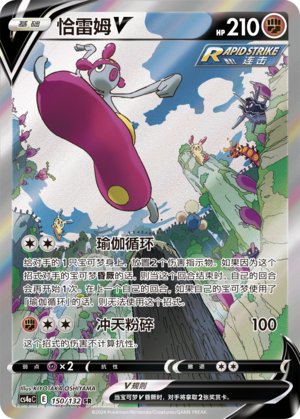 基础 恰雷姆V HP210
RAPID STRIKE
连击
瑜伽循环
给对手的1只宝可梦身上,放置2个伤害指示物。如果因为这个
招式对手的宝可梦昏厥的话,则当这个回合结束时,自己的回合
会再开始1次。在上个自己的回合,如果自己的宝可梦使用了
「瑜伽循环」的话,则无法使用这个招式。
冲天粉碎 100
这个招式的伤害不计算抗性。
弱点 ×2 抗性 撤退
Illus. KIYOTAKA OSHIYAMA
CS4aC E 150/132 SR
V规则
当宝可梦V【昏厥】时,对手将拿取2张奖赏卡。